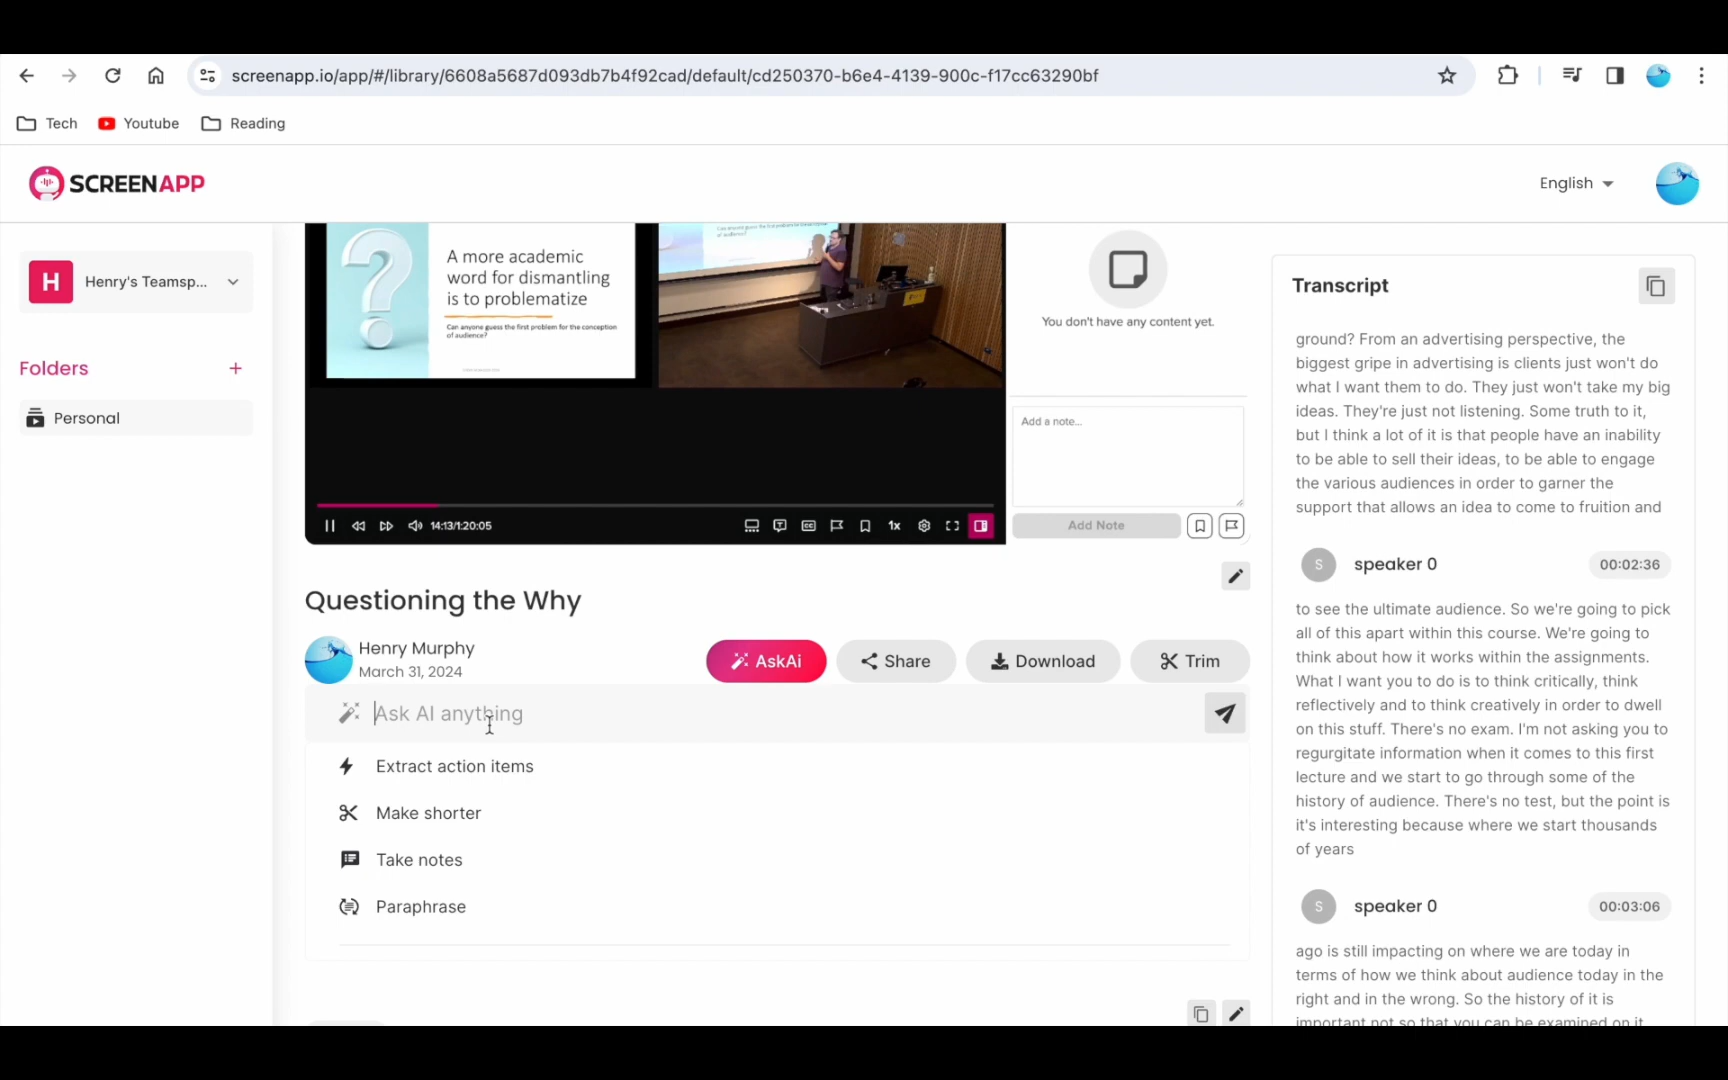 screenapp.io/app/#/library/6608a5687d093db7b4f92cad/default/cd250370-b6e4-4139-900c-f17cc63290bf
Tech
Youtube
Reading
SCREENAPP
English
H
Henry's Teamsp...
Folders
+
Personal
A more academic
word for dismantling
is to problematize
Can anyone guess the first problem for the conception
of audience?
You don't have any content yet.
Add a note...
14:13/1:20:05
1x
Add Note
Questioning the Why
Henry Murphy
March 31, 2024
AskAi
Share
Download
Trim
Ask AI anything
Extract action items
Make shorter
Take notes
Paraphrase
Transcript
ground? From an advertising perspective, the
biggest gripe in advertising is clients just won't do
what I want them to do. They just won't take my big
ideas. They're just not listening. Some truth to it,
but I think a lot of it is that people have an inability
to be able to sell their ideas, to be able to engage
the various audiences in order to garner the
support that allows an idea to come to fruition and
S
speaker 0
00:02:36
to see the ultimate audience. So we're going to pick
all of this apart within this course. We're going to
think about how it works within the assignments.
What I want you to do is to think critically, think
reflectively and to think creatively in order to dwell
on this stuff. There's no exam. I'm not asking you to
regurgitate information when it comes to this first
lecture and we start to go through some of the
history of audience. There's no test, but the point is
it's interesting because where we start thousands
of years
S
speaker 0
00:03:06
ago is still impacting on where we are today in
terms of how we think about audience today in the
right and in the wrong. So the history of it is
important not so that you can be examined on it